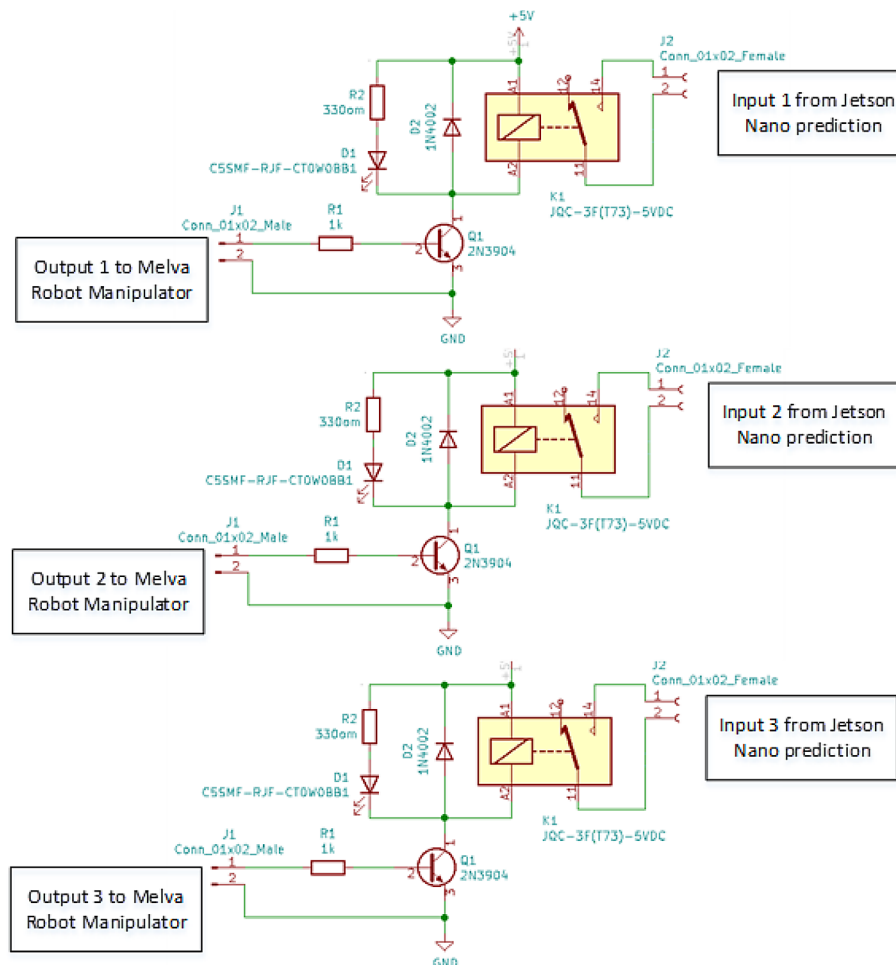 +5V
+5V
1
J2
Conn_01x02_Female
1
2
Input 1 from Jetson
Nano prediction
R2
330om
D2
1N4002
A1
12
14
A2
11
D1
C5SMF-RJF-CT0W0BB1
K1
JQC-3F(T73)-5VDC
J1
Conn_01x02_Male
1
2
R1
1k
1
2
3
Q1
2N3904
Output 1 to Melva
Robot Manipulator
GND
+5
1
J2
Conn_01x02_Female
1
2
Input 2 from Jetson
Nano prediction
R2
330om
D2
1N4002
A1
12
14
A2
11
D1
C5SMF-RJF-CT0W0BB1
K1
JQC-3F(T73)-5VDC
J1
Conn_01x02_Male
1
2
R1
1k
1
2
3
Q1
2N3904
Output 2 to Melva
Robot Manipulator
GND
+5
1
J2
Conn_01x02_Female
1
2
Input 3 from Jetson
Nano prediction
R2
330om
D2
1N4002
A1
12
14
A2
11
D1
C5SMF-RJF-CT0W0BB1
K1
JQC-3F(T73)-5VDC
J1
Conn_01x02_Male
1
2
R1
1k
1
2
3
Q1
2N3904
Output 3 to Melva
Robot Manipulator
GND